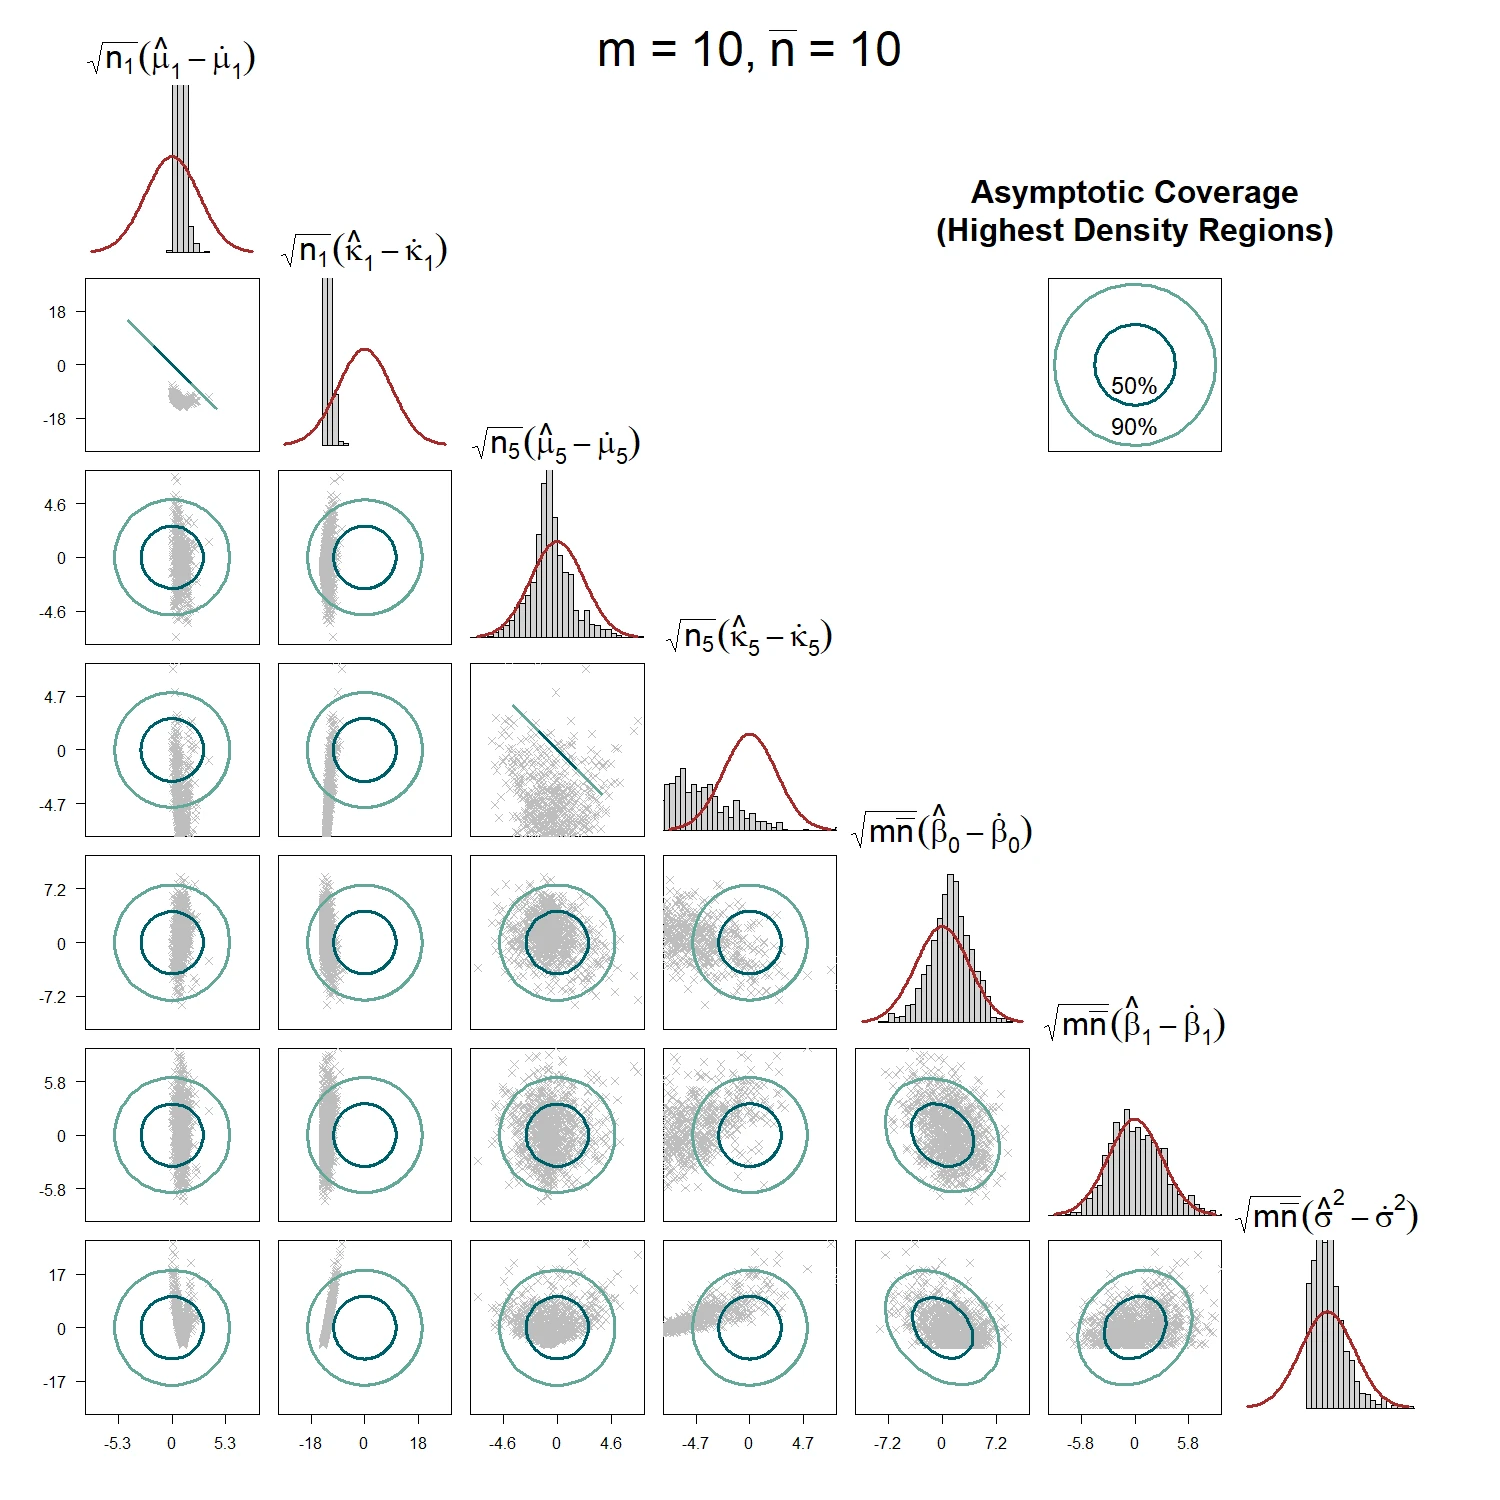 m = 10, n̅ = 10
√n₁(μ̂₁ − μ̇₁)
Asymptotic Coverage
(Highest Density Regions)
√n₁(κ̂₁ − κ̇₁)
18
0
-18
50%
90%
√n₅(μ̂₅ − μ̇₅)
4.6
0
-4.6
√n₅(κ̂₅ − κ̇₅)
4.7
0
-4.7
√mn̅(β̂₀ − β̇₀)
7.2
0
-7.2
√mn̅(β̂₁ − β̇₁)
5.8
0
-5.8
√mn̅(σ̂² − σ̇²)
17
0
-17
-5.3 0 5.3 -18 0 18 -4.6 0 4.6 -4.7 0 4.7 -7.2 0 7.2 -5.8 0 5.8